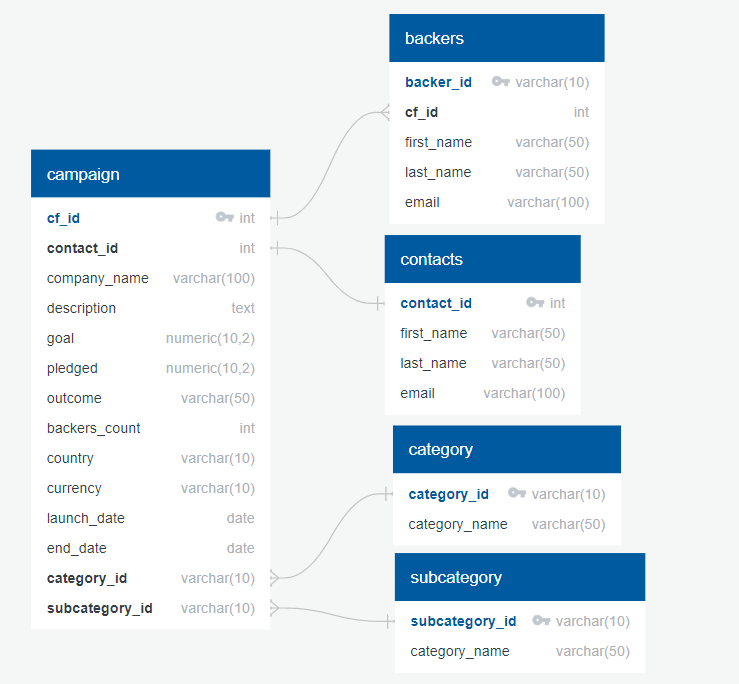 campaign
cf_id int
contact_id int
company_name varchar(100)
description text
goal numeric(10,2)
pledged numeric(10,2)
outcome varchar(50)
backers_count int
country varchar(10)
currency varchar(10)
launch_date date
end_date date
category_id varchar(10)
subcategory_id varchar(10)
backers
backer_id varchar(10)
cf_id int
first_name varchar(50)
last_name varchar(50)
email varchar(100)
contacts
contact_id int
first_name varchar(50)
last_name varchar(50)
email varchar(100)
category
category_id varchar(10)
category_name varchar(50)
subcategory
subcategory_id varchar(10)
category_name varchar(50)